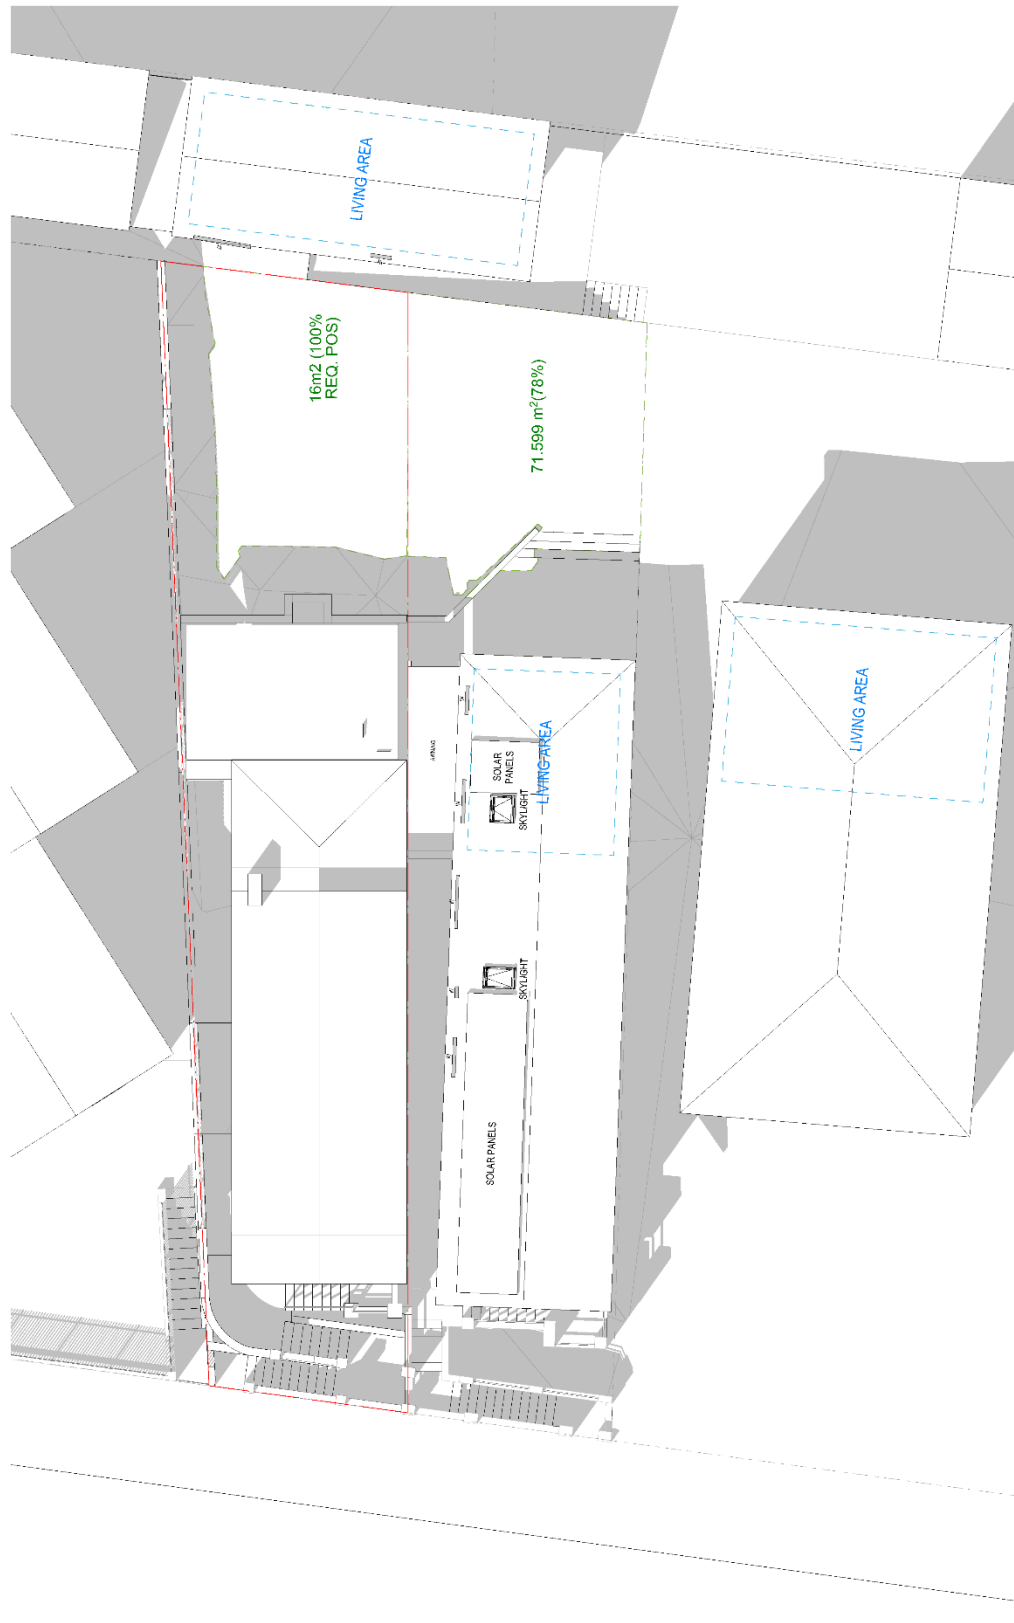 LIVING AREA
16m2 (100%
REQ. POS)
71.599 m²(78%)
LIVING AREA
AWNING
SOLAR
PANELS
LIVING AREA
SKYLIGHT
SKYLIGHT
SOLAR PANELS